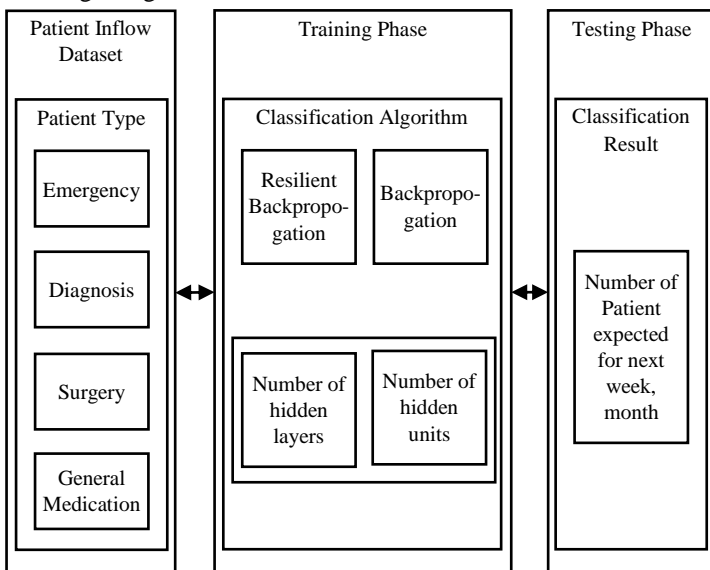 Patient Inflow
Dataset
Patient Type
Emergency
Diagnosis
Surgery
General
Medication
Training Phase
Classification Algorithm
Resilient
Backpropo-
gation
Backpropo-
gation
Number of
hidden
layers
Number of
hidden
units
Testing Phase
Classification
Result
Number of
Patient
expected
for next
week,
month